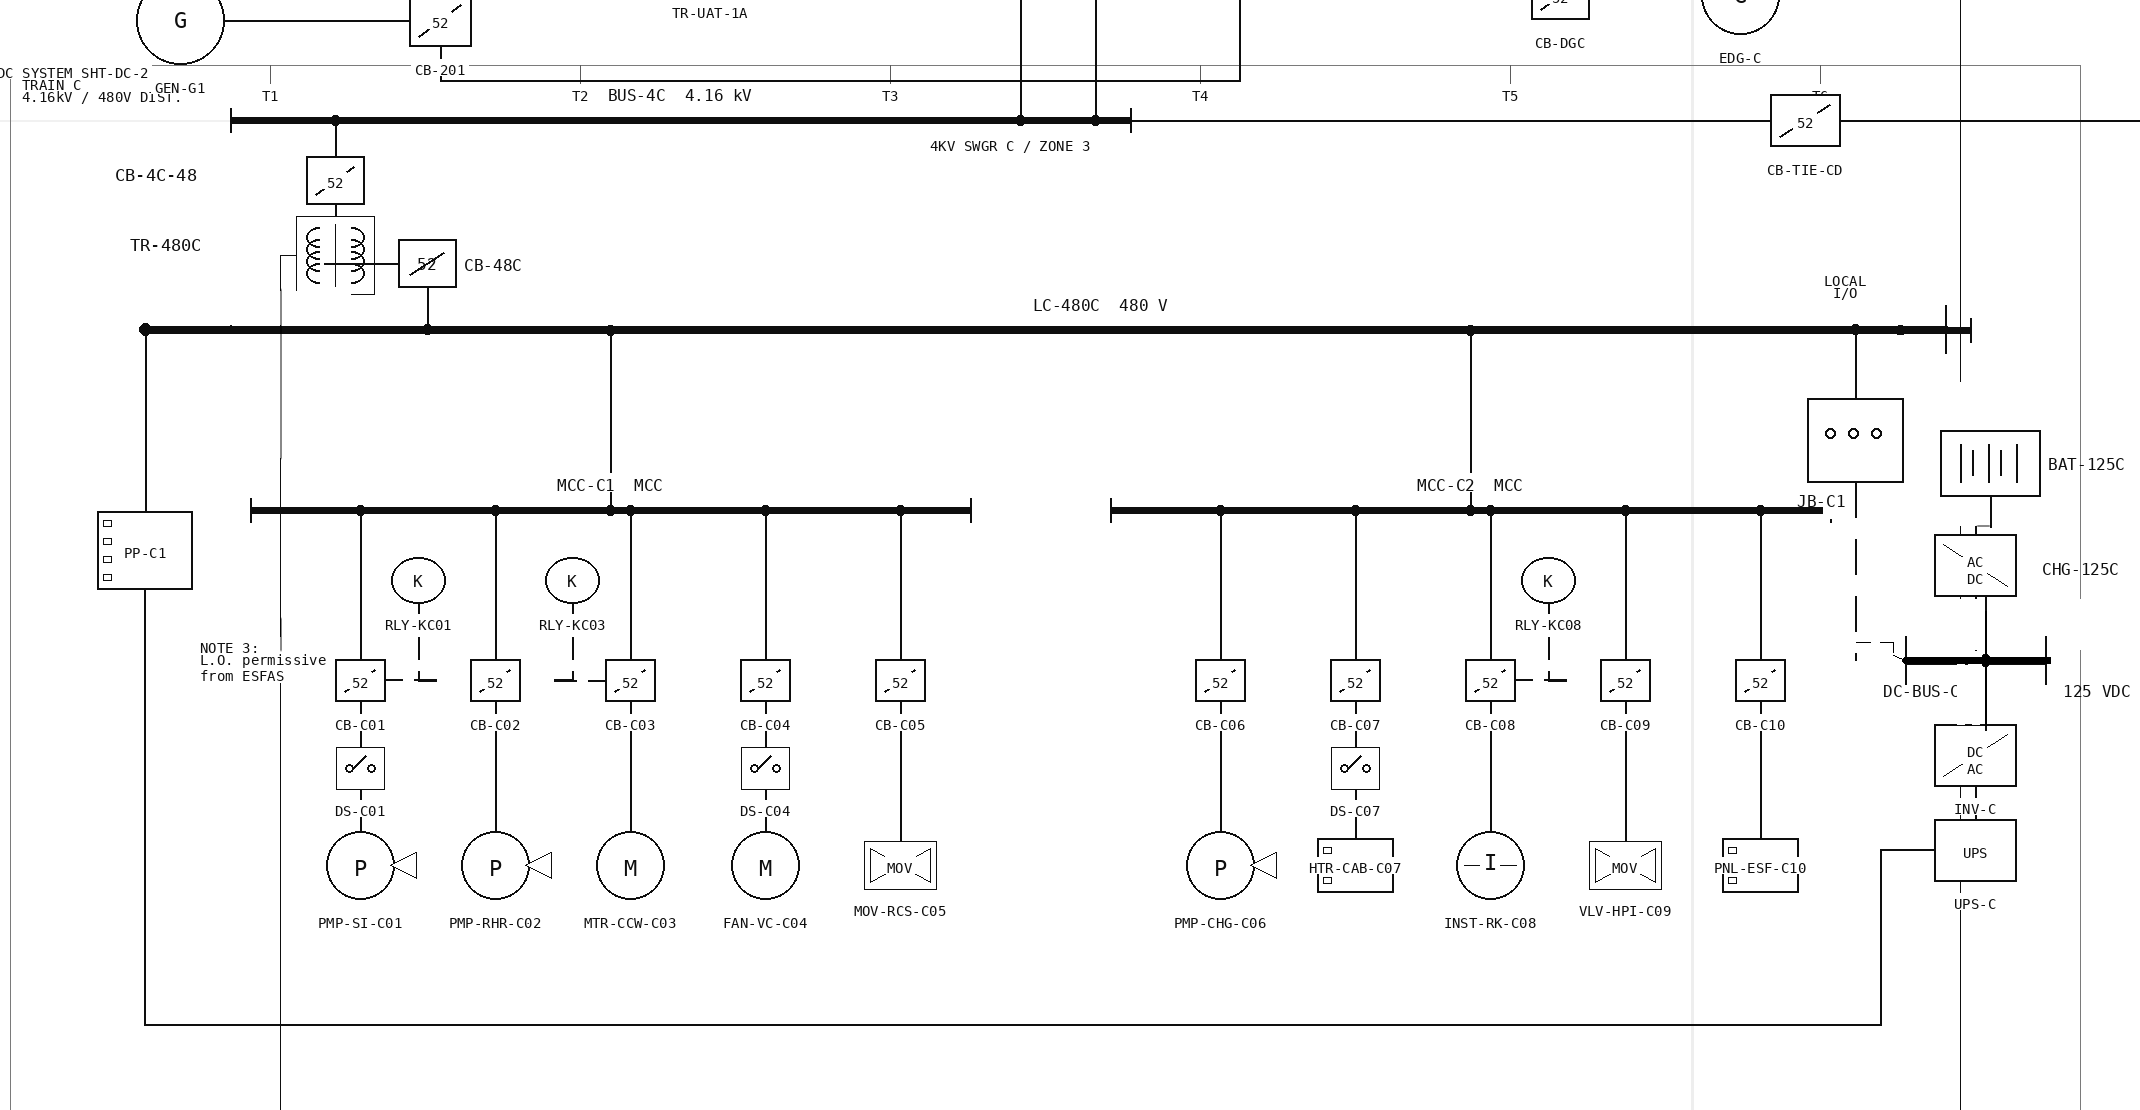 G
52
TR-UAT-1A
CB-201
CB-DGC
EDG-C
DC SYSTEM SHT-DC-2
TRAIN C
4.16kV / 480V DIST.
GEN-G1
T1
T2
BUS-4C 4.16 kV
T3
T4
T5
52
CB-TIE-CD
4KV SWGR C / ZONE 3
CB-4C-48
52
TR-480C
52
CB-48C
LOCAL
I/O
LC-480C 480 V
BAT-125C
MCC-C1 MCC
MCC-C2 MCC
JB-C1
PP-C1
AC
DC
CHG-125C
K
K
K
RLY-KC01
RLY-KC03
RLY-KC08
NOTE 3:
L.O. permissive
from ESFAS
52
52
52
52
52
52
52
52
52
52
DC-BUS-C
125 VDC
CB-C01
CB-C02
CB-C03
CB-C04
CB-C05
CB-C06
CB-C07
CB-C08
CB-C09
CB-C10
DC
AC
INV-C
DS-C01
DS-C04
DS-C07
P
P
M
M
MOV
P
HTR-CAB-C07
I
MOV
PNL-ESF-C10
UPS
UPS-C
PMP-SI-C01
PMP-RHR-C02
MTR-CCW-C03
FAN-VC-C04
MOV-RCS-C05
PMP-CHG-C06
INST-RK-C08
VLV-HPI-C09